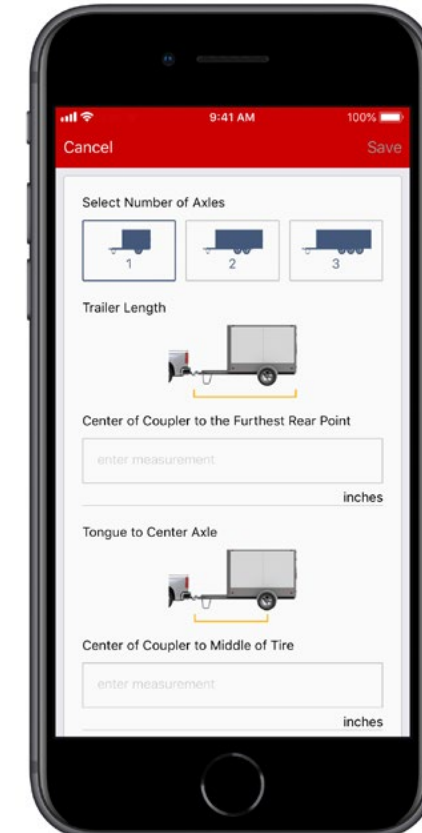 9:41 AM
100%
Cancel
Save
Select Number of Axles
1
2
3
Trailer Length
Center of Coupler to the Furthest Rear Point
enter measurement
inches
Tongue to Center Axle
Center of Coupler to Middle of Tire
enter measurement
inches